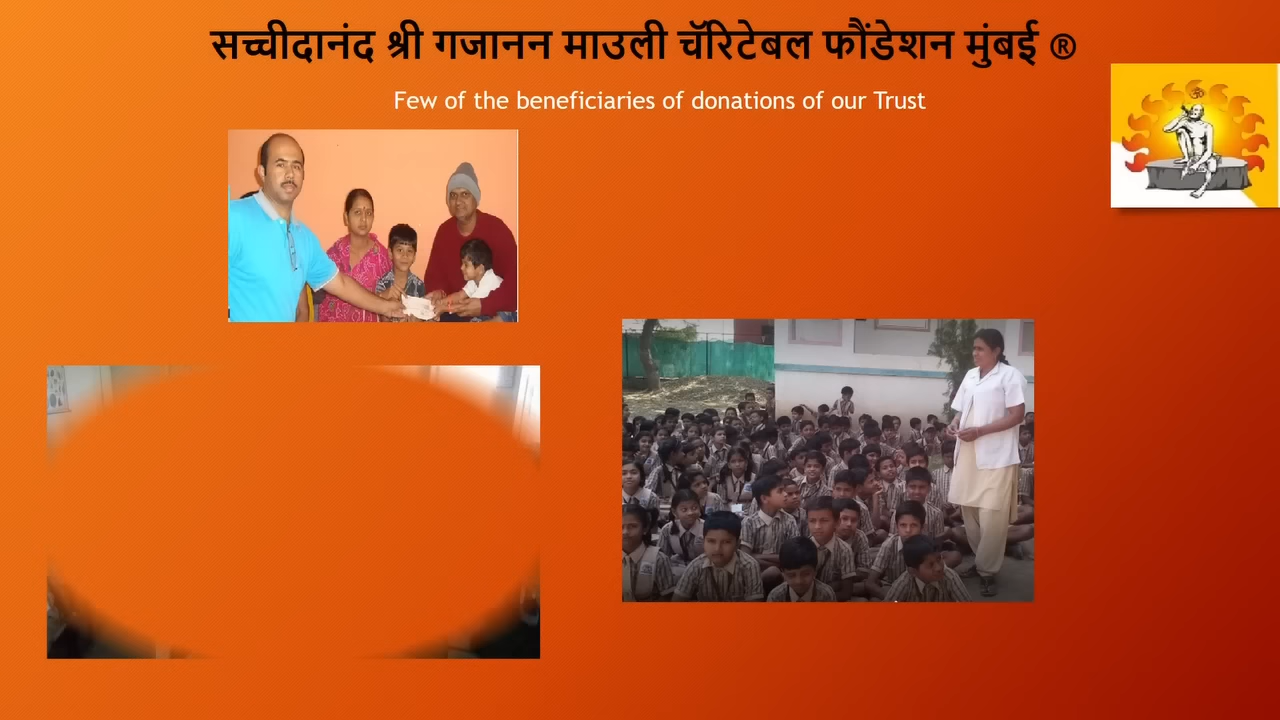 सच्चीदानंद श्री गजानन माउली चॅरिटेबल फौंडेशन मुंबई ®
Few of the beneficiaries of donations of our Trust
ॐ